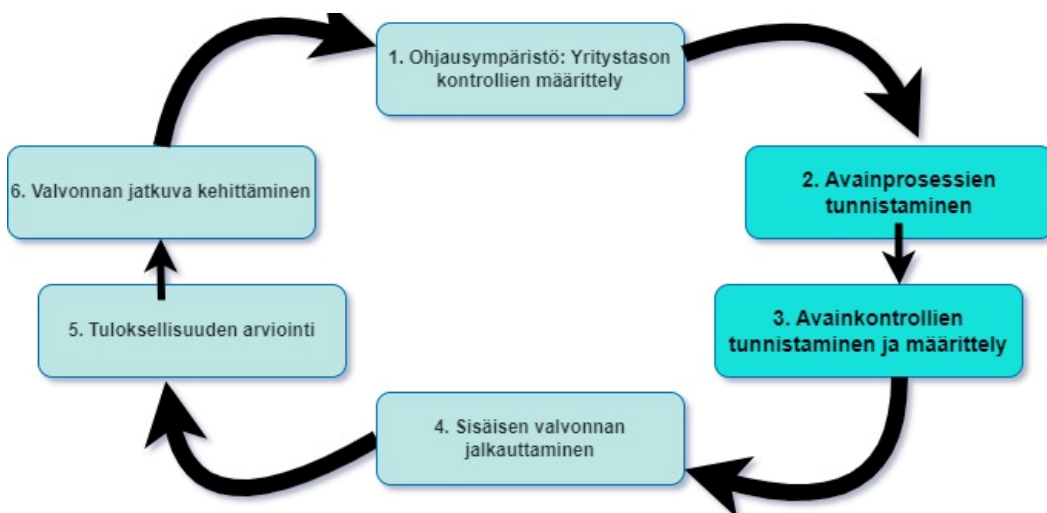 1. Ohjausympäristö: Yritystason
kontrollien määrittely
2. Avainprosessien
tunnistaminen
3. Avainkontrollien
tunnistaminen ja määrittely
4. Sisäisen valvonnan
jalkauttaminen
5. Tuloksellisuuden arviointi
6. Valvonnan jatkuva kehittäminen